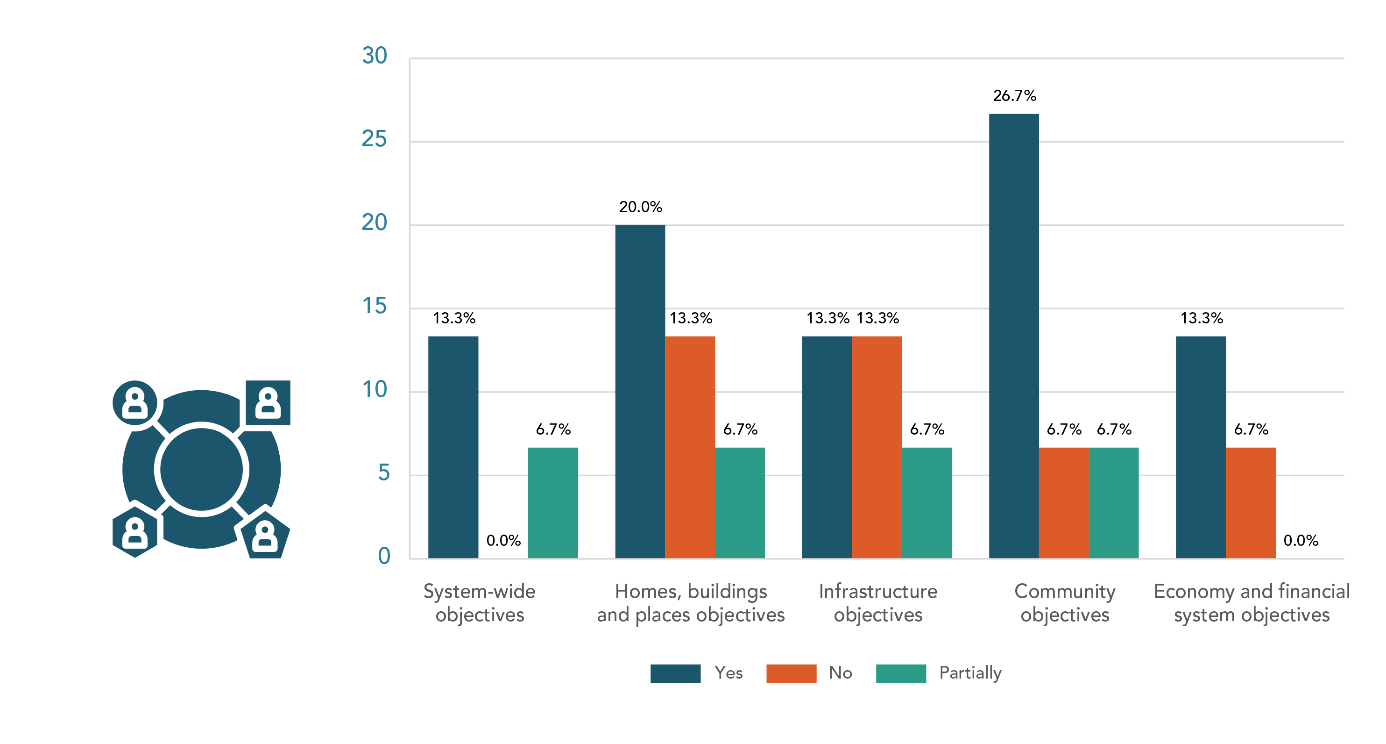 30
25
20
15
10
5
0
13.3%
0.0%
6.7%
20.0%
13.3%
6.7%
13.3% 13.3%
6.7%
26.7%
6.7% 6.7%
13.3%
6.7%
0.0%
System-wide
objectives
Homes, buildings
and places objectives
Infrastructure
objectives
Community
objectives
Economy and financial
system objectives
Yes No Partially